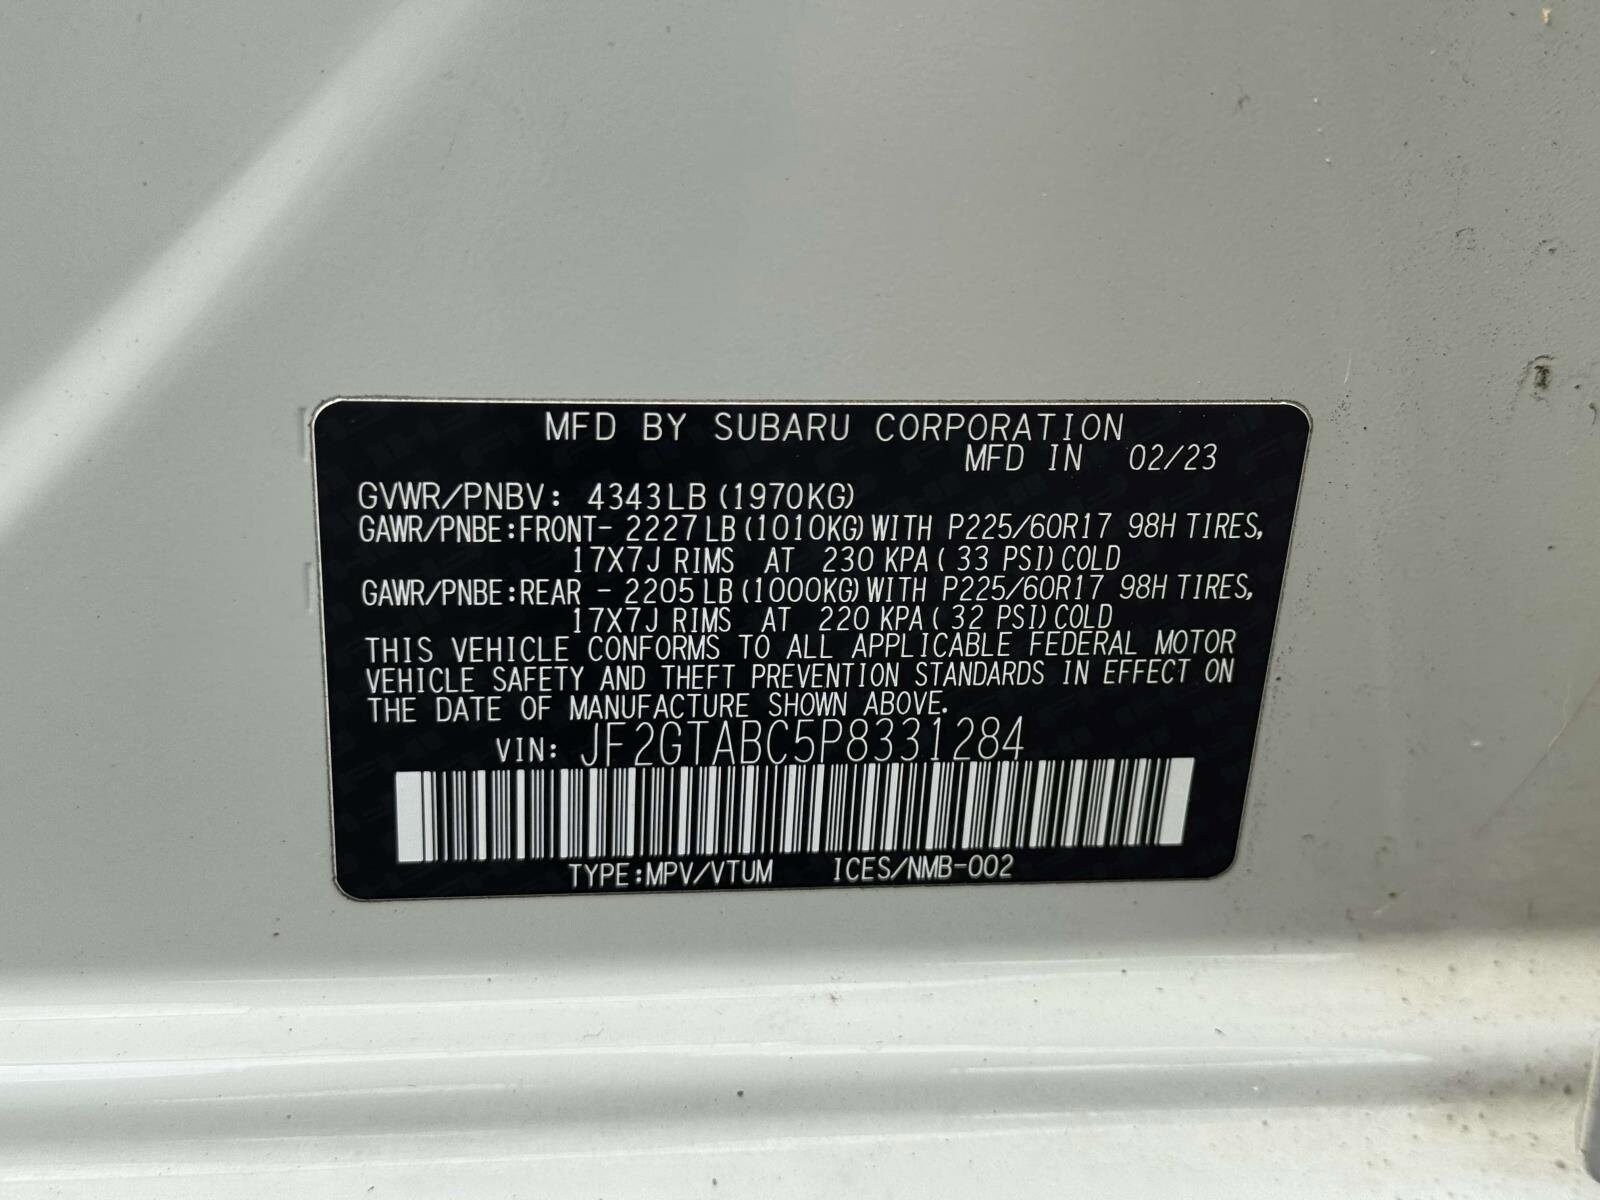 MFD BY SUBARU CORPORATION
MFD IN 02/23
GVWR/PNBV: 4343LB (1970KG)
GAWR/PNBE:FRONT- 2227LB (1010KG) WITH P225/60R17 98H TIRES,
17X7J RIMS AT 230 KPA( 33 PSI)COLD
GAWR/PNBE:REAR - 2205LB (1000KG) WITH P225/60R17 98H TIRES,
17X7J RIMS AT 220 KPA( 32 PSI)COLD
THIS VEHICLE CONFORMS TO ALL APPLICABLE FEDERAL MOTOR
VEHICLE SAFETY AND THEFT PREVENTION STANDARDS IN EFFECT ON
THE DATE OF MANUFACTURE SHOWN ABOVE.
VIN: JF2GTABC5P8331284
TYPE:MPV/VTUM ICES/NMB-002